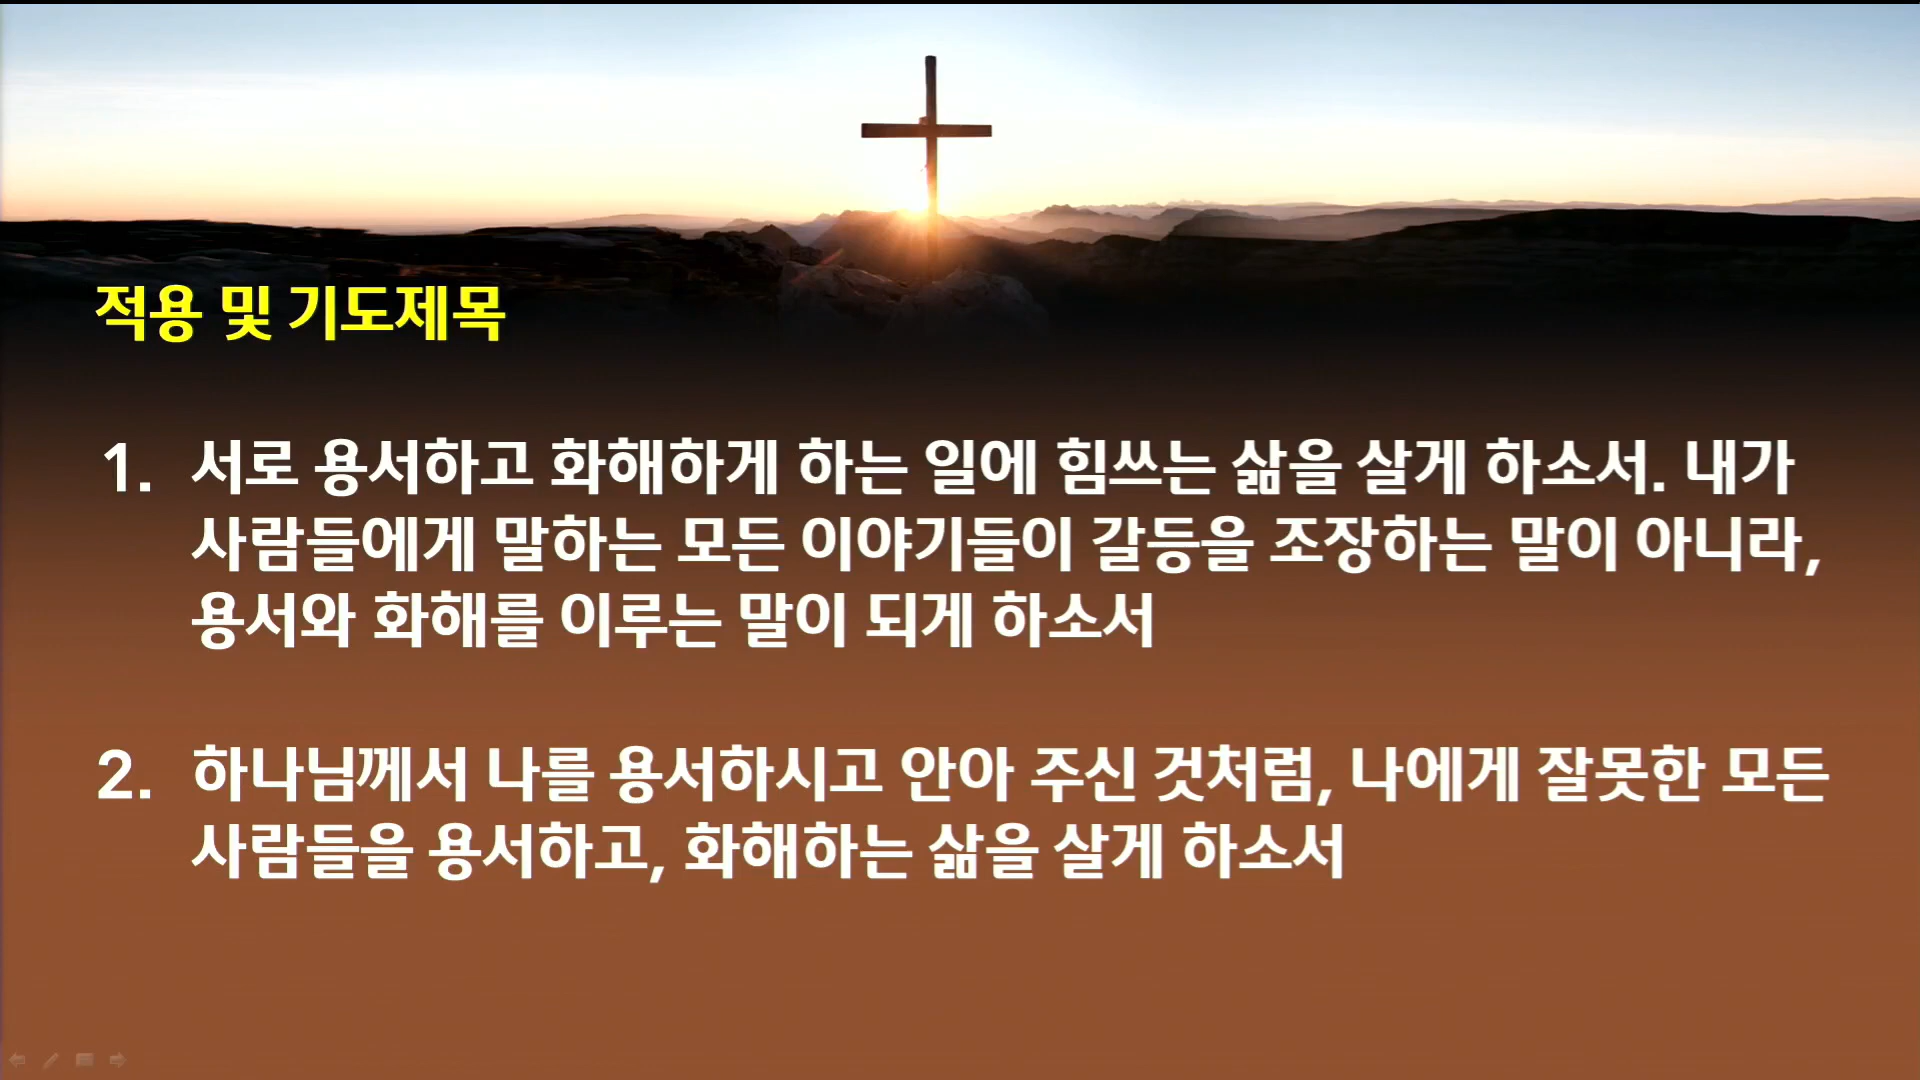 적용 및 기도제목
1. 서로 용서하고 화해하게 하는 일에 힘쓰는 삶을 살게 하소서. 내가
사람들에게 말하는 모든 이야기들이 갈등을 조장하는 말이 아니라,
용서와 화해를 이루는 말이 되게 하소서
2. 하나님께서 나를 용서하시고 안아 주신 것처럼, 나에게 잘못한 모든
사람들을 용서하고, 화해하는 삶을 살게 하소서